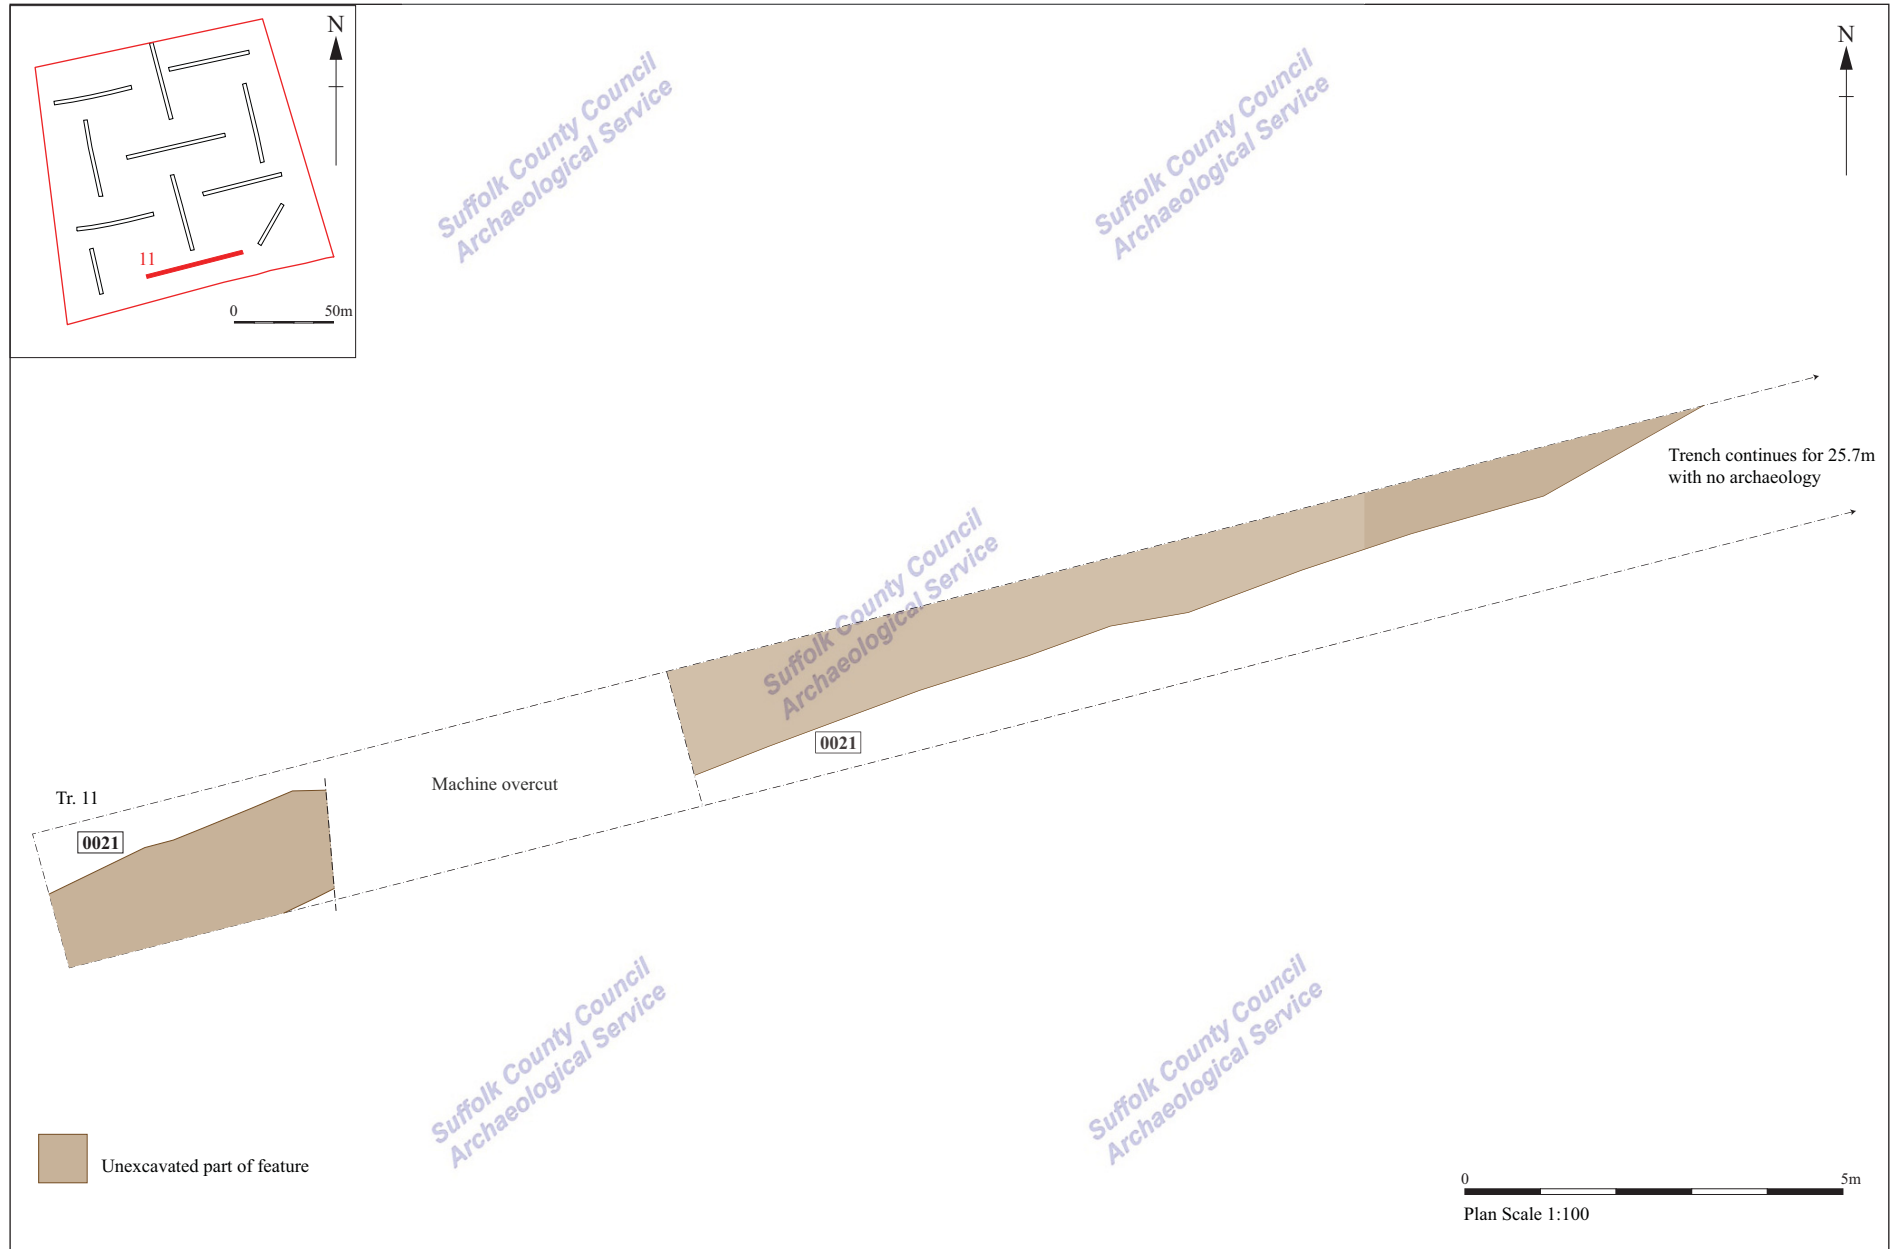 N
11
0
50m
N
Suffolk County Council
Archaeological Service
Suffolk County Council
Archaeological Service
Trench continues for 25.7m
with no archaeology
Suffolk County Council
Archaeological Service
0021
Machine overcut
Tr. 11
0021
Suffolk County Council
Archaeological Service
Suffolk County Council
Archaeological Service
Unexcavated part of feature
0
5m
Plan Scale 1:100